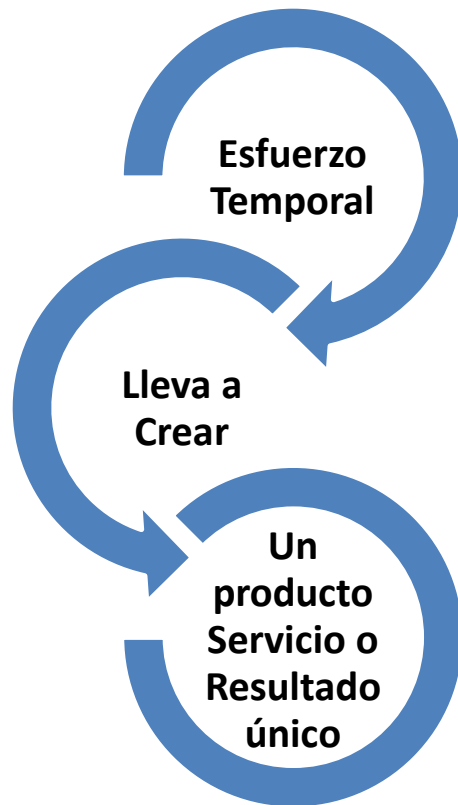 Esfuerzo
Temporal
Lleva a
Crear
Un
producto
Servicio o
Resultado
único